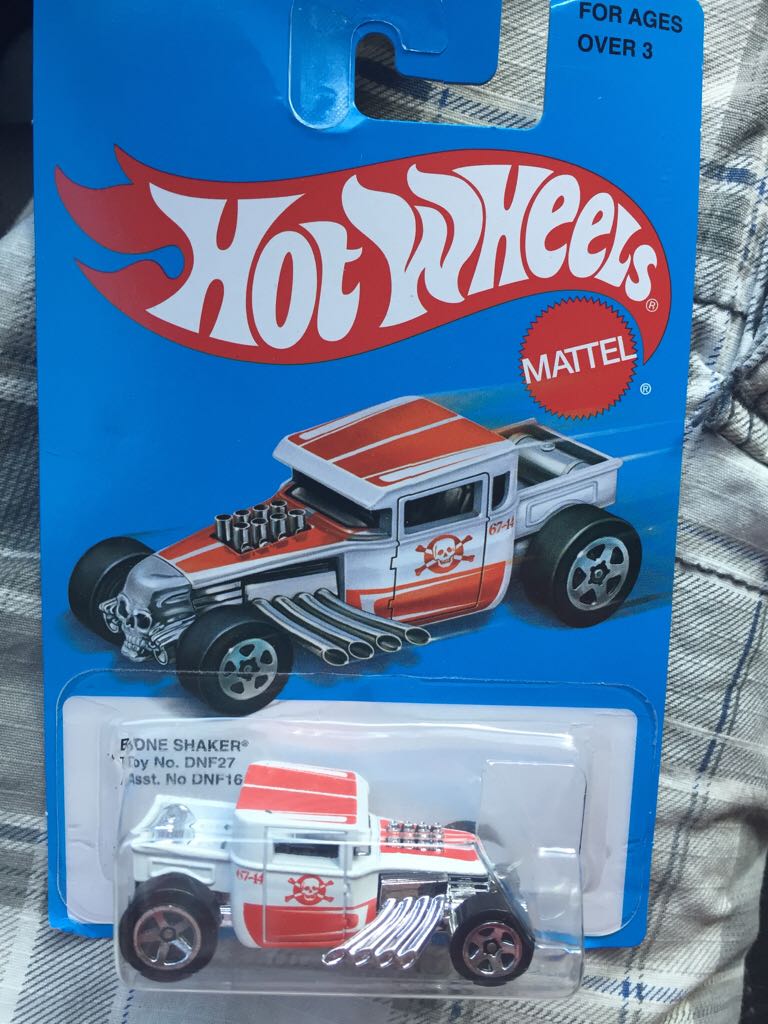 FOR AGES
OVER 3
HOT WHEELS®
MATTEL
®
67-44
BONE SHAKER®
Toy No. DNF27
Asst. No DNF16
67-44